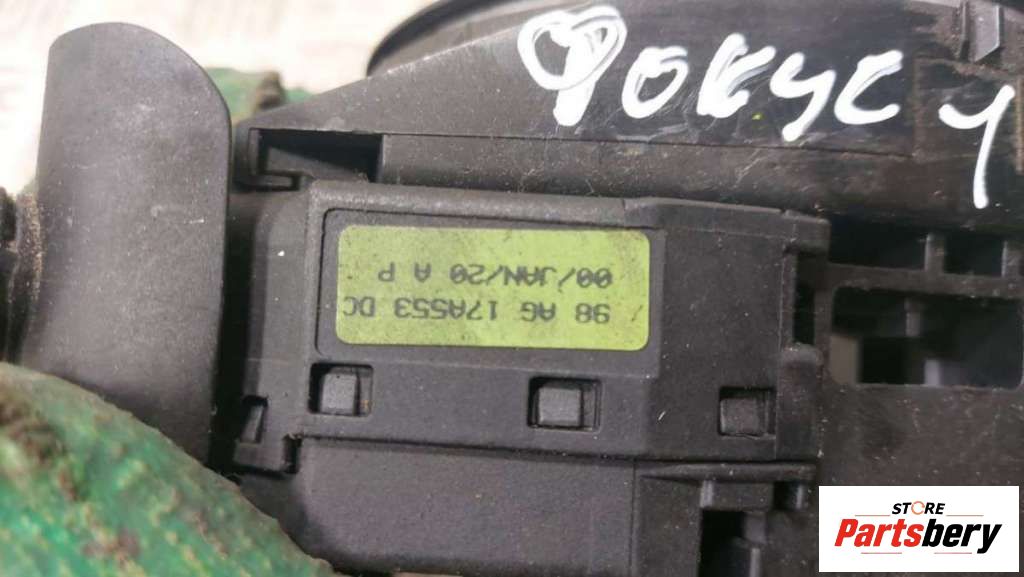 Фокус 1
98 AG 17A553 DC
00/JAN/20 A P
STORE
Partsbery